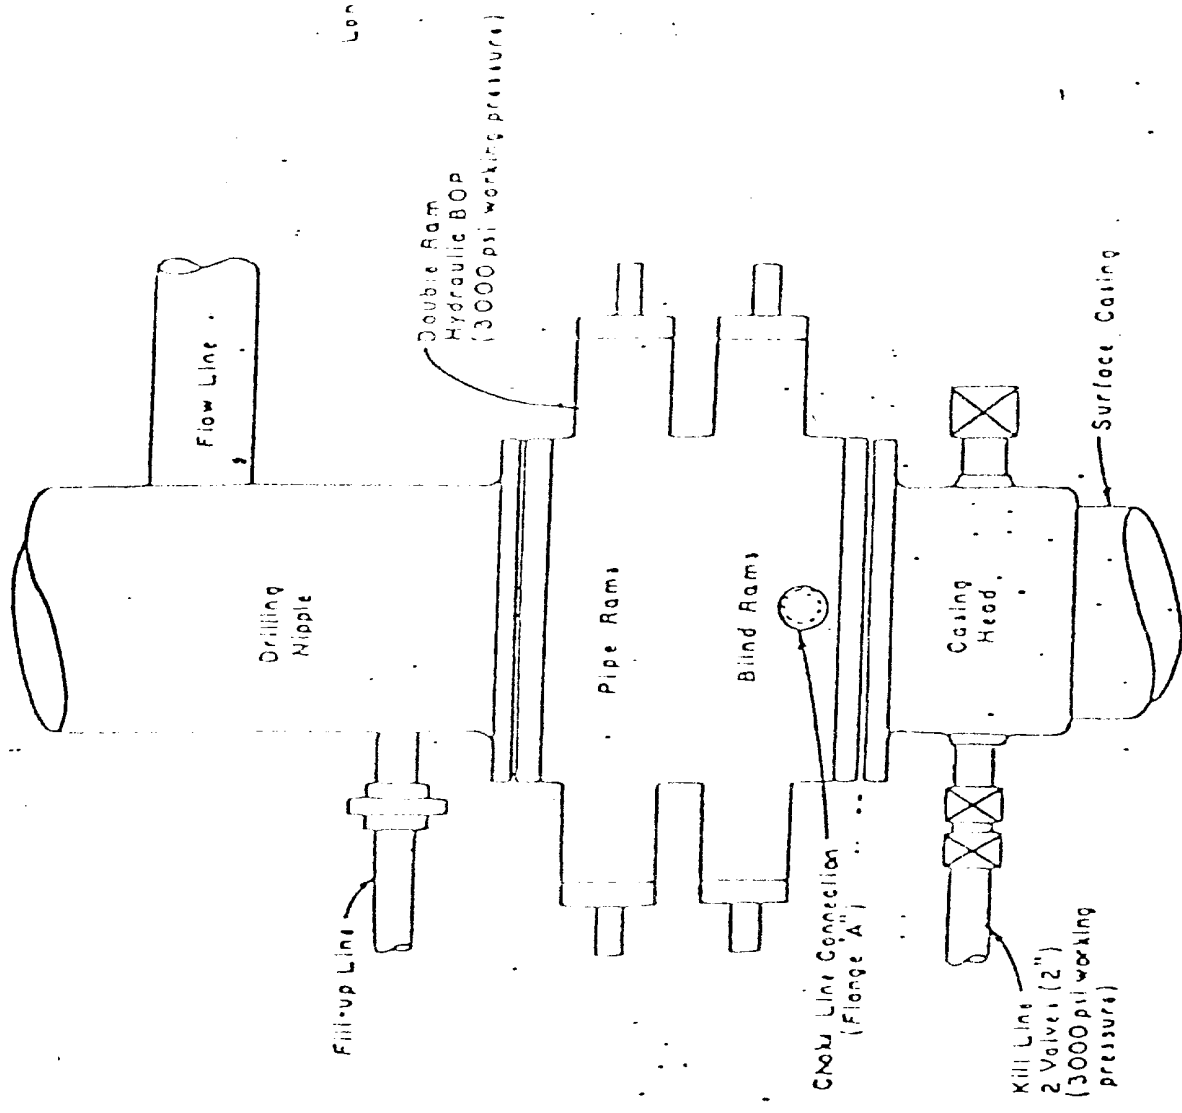 Flow Line
Drilling
Nipple
Fill-up Line
Double Ram
Hydraulic BOP
(3000 psi working pressure)
Pipe Rams
Blind Rams
Choke Line Connection
(Flange "A")
Casing
Head
Kill Line
2 Valves (2")
(3000 psi working
pressure)
Surface Casing